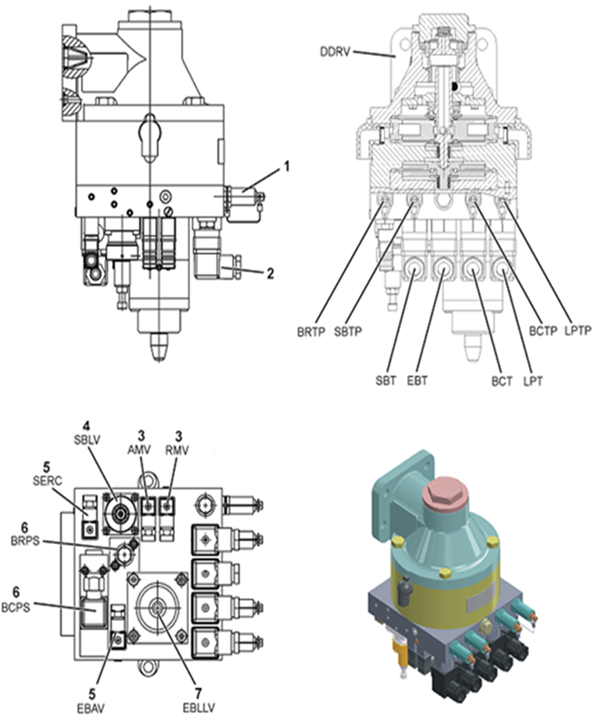 DDRV
1
2
BRTP SBTP
BCTP LPTP
SBT EBT
BCT LPT
4
SBLV
3 3
AMV RMV
5
SERC
6
BRPS
6
BCPS
5
EBAV
7
EBLLV